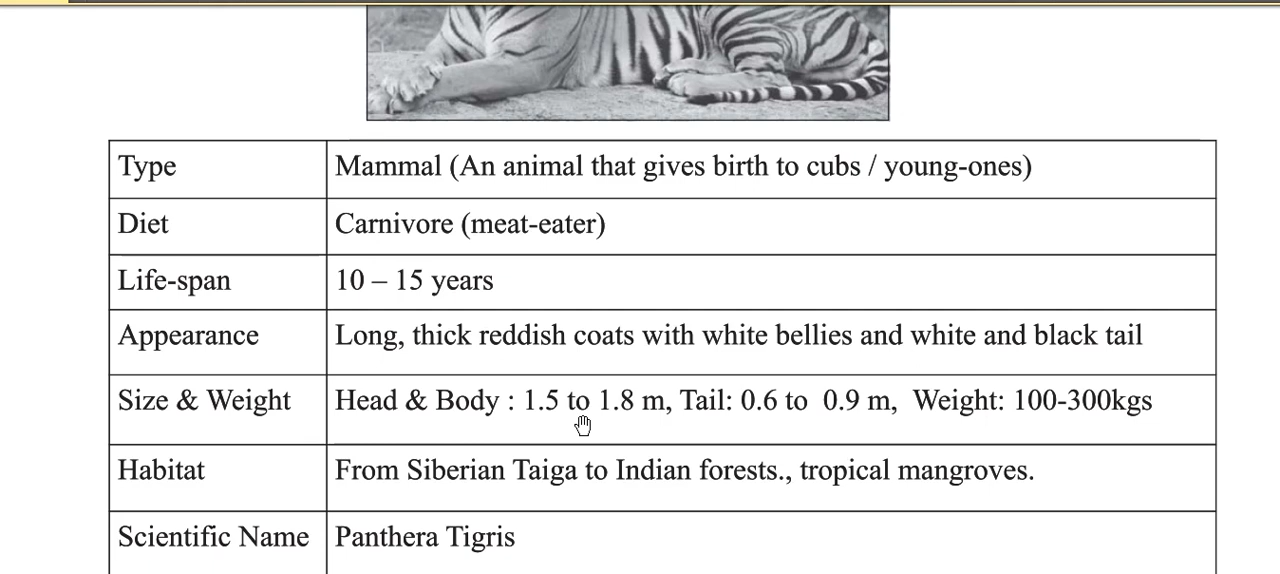 Type Mammal (An animal that gives birth to cubs / young-ones)
Diet Carnivore (meat-eater)
Life-span 10 – 15 years
Appearance Long, thick reddish coats with white bellies and white and black tail
Size & Weight Head & Body : 1.5 to 1.8 m, Tail: 0.6 to  0.9 m,  Weight: 100-300kgs
Habitat From Siberian Taiga to Indian forests., tropical mangroves.
Scientific Name Panthera Tigris